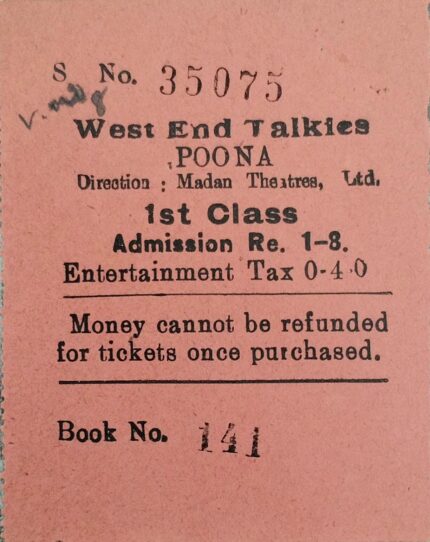 S No. 35075
West End Talkies
POONA
Direction : Madan Theatres, Ltd.
1st Class
Admission Re. 1-8.
Entertainment Tax 0-4-0
Money cannot be refunded
for tickets once purchased.
Book No. 141